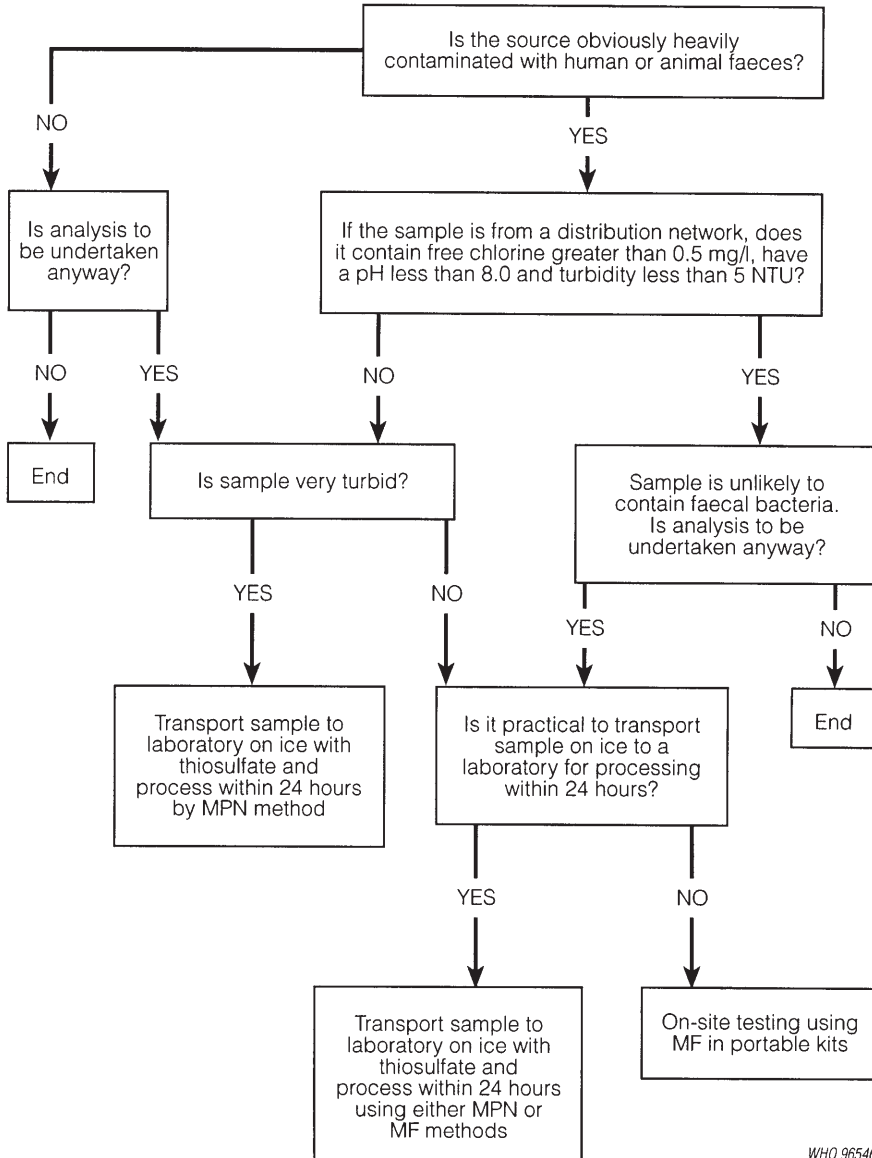 Is the source obviously heavily
contaminated with human or animal faeces?
NO
YES
Is analysis to
be undertaken
anyway?
If the sample is from a distribution network, does
it contain free chlorine greater than 0.5 mg/l, have
a pH less than 8.0 and turbidity less than 5 NTU?
NO
YES
NO
YES
End
Is sample very turbid?
Sample is unlikely to
contain faecal bacteria.
Is analysis to be
undertaken anyway?
YES
NO
YES
NO
Transport sample to
laboratory on ice with
thiosulfate and
process within 24 hours
by MPN method
Is it practical to transport
sample on ice to a
laboratory for processing
within 24 hours?
End
YES
NO
Transport sample to
laboratory on ice with
thiosulfate and
process within 24 hours
using either MPN or
MF methods
On-site testing using
MF in portable kits
WHO 96546